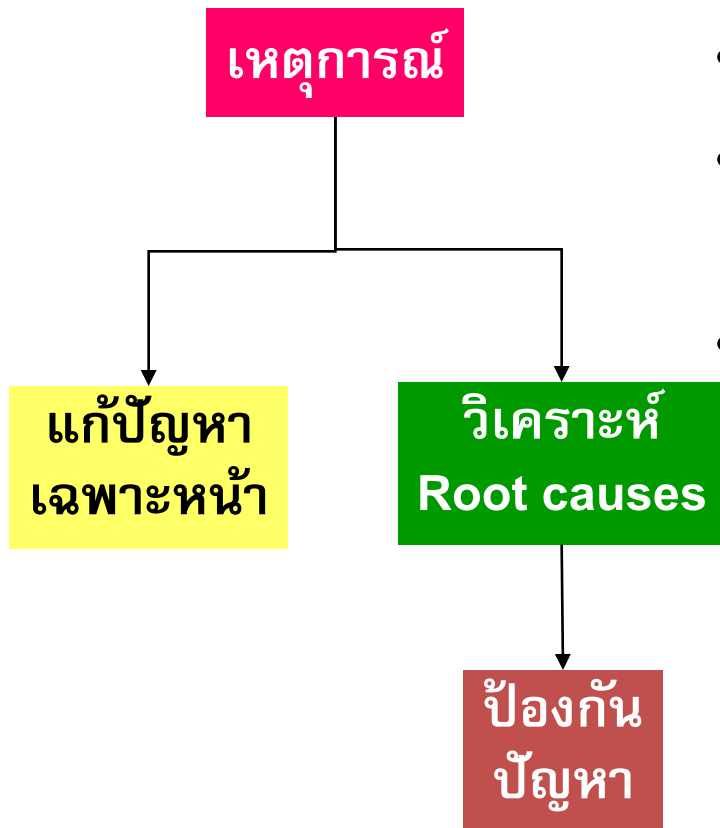 เหตุการณ์
แก้ปัญหา
เฉพาะหน้า
วิเคราะห์
Root causes
ป้องกัน
ปัญหา